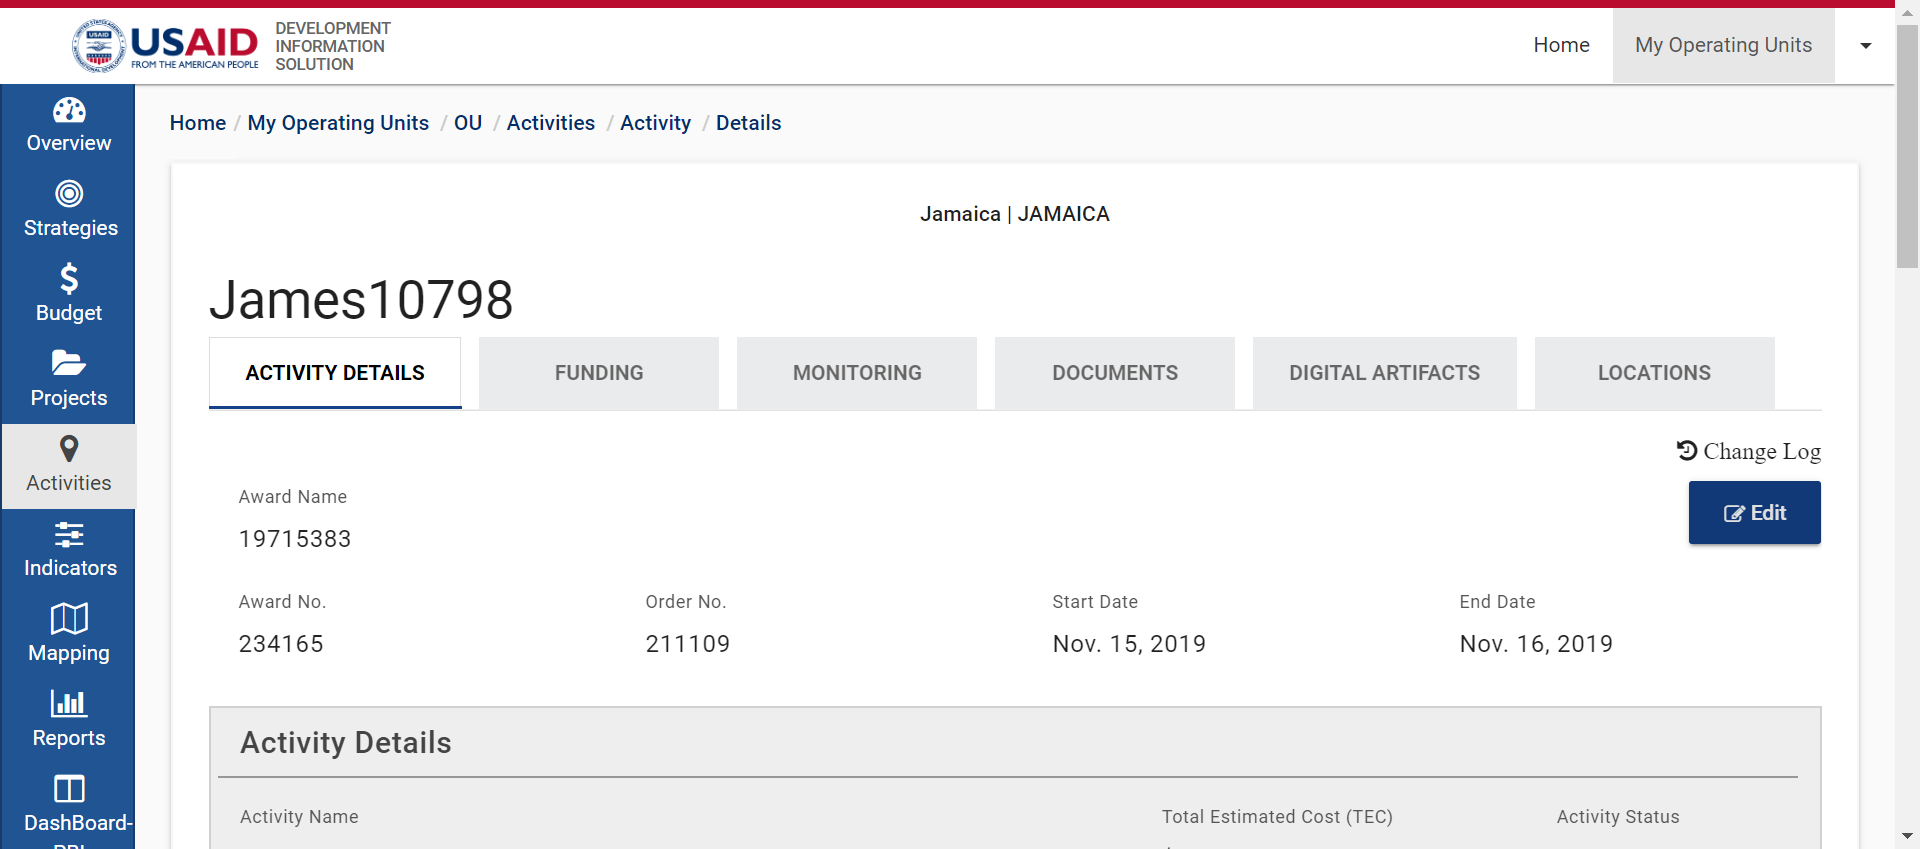 USAID
FROM THE AMERICAN PEOPLE
DEVELOPMENT
INFORMATION
SOLUTION
Home
My Operating Units
Overview
Strategies
Budget
Projects
Activities
Indicators
Mapping
Reports
DashBoard-
Home / My Operating Units / OU / Activities / Activity / Details
Jamaica | JAMAICA
James10798
ACTIVITY DETAILS
FUNDING
MONITORING
DOCUMENTS
DIGITAL ARTIFACTS
LOCATIONS
Change Log
Edit
Award Name
19715383
Award No.
234165
Order No.
211109
Start Date
Nov. 15, 2019
End Date
Nov. 16, 2019
Activity Details
Activity Name
Total Estimated Cost (TEC)
Activity Status